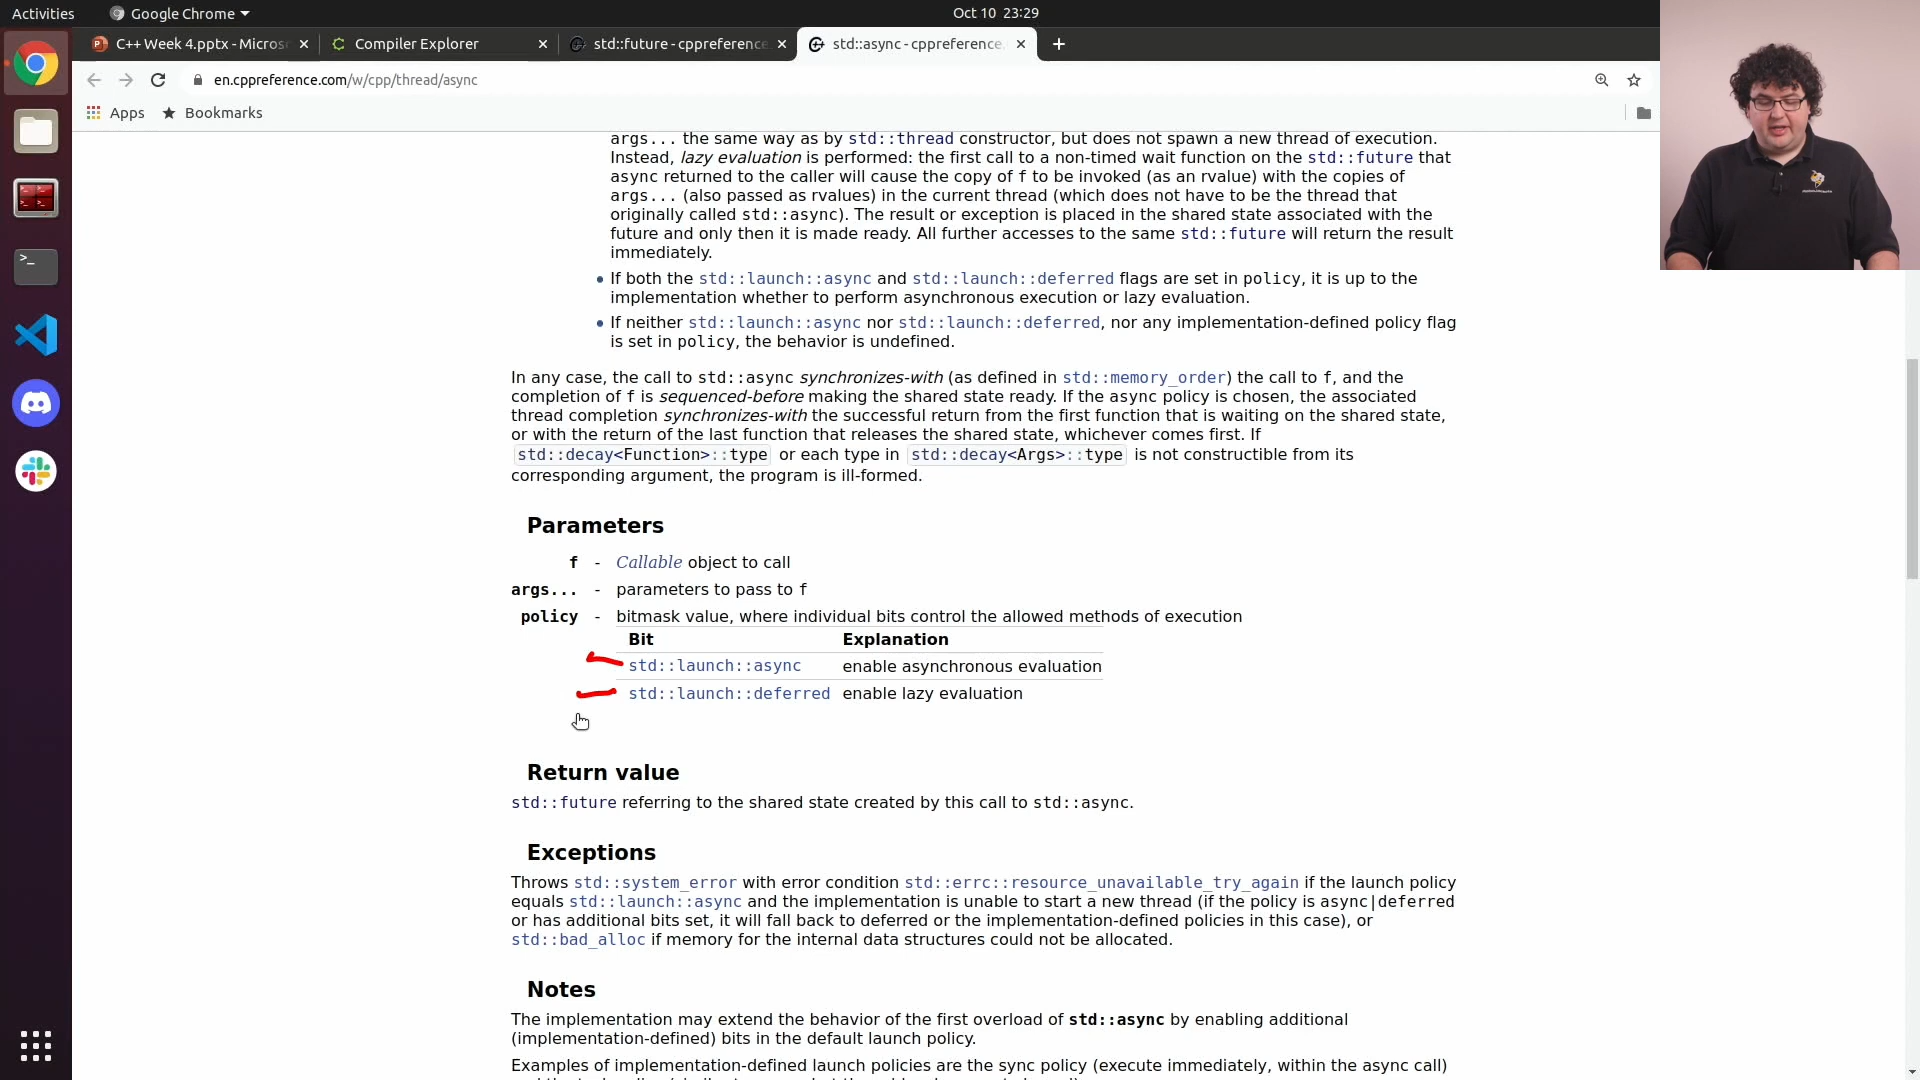 Activities
Google Chrome
Oct 10 23:29
C++ Week 4.pptx - Micros
Compiler Explorer
std::future - cppreference
std::async - cppreference.
en.cppreference.com/w/cpp/thread/async
Apps
Bookmarks
args... the same way as by std::thread constructor, but does not spawn a new thread of execution.
Instead, lazy evaluation is performed: the first call to a non-timed wait function on the std::future that
async returned to the caller will cause the copy of f to be invoked (as an rvalue) with the copies of
args... (also passed as rvalues) in the current thread (which does not have to be the thread that
originally called std::async). The result or exception is placed in the shared state associated with the
future and only then it is made ready. All further accesses to the same std::future will return the result
immediately.
If both the std::launch::async and std::launch::deferred flags are set in policy, it is up to the
implementation whether to perform asynchronous execution or lazy evaluation.
If neither std::launch::async nor std::launch::deferred, nor any implementation-defined policy flag
is set in policy, the behavior is undefined.
In any case, the call to std::async synchronizes-with (as defined in std::memory_order) the call to f, and the
completion of f is sequenced-before making the shared state ready. If the async policy is chosen, the associated
thread completion synchronizes-with the successful return from the first function that is waiting on the shared state,
or with the return of the last function that releases the shared state, whichever comes first. If
std::decay<Function>::type or each type in std::decay<Args>::type is not constructible from its
corresponding argument, the program is ill-formed.
Parameters
f - Callable object to call
args... - parameters to pass to f
policy - bitmask value, where individual bits control the allowed methods of execution
Bit Explanation
std::launch::async enable asynchronous evaluation
std::launch::deferred enable lazy evaluation
Return value
std::future referring to the shared state created by this call to std::async.
Exceptions
Throws std::system_error with error condition std::errc::resource_unavailable_try_again if the launch policy
equals std::launch::async and the implementation is unable to start a new thread (if the policy is async|deferred
or has additional bits set, it will fall back to deferred or the implementation-defined policies in this case), or
std::bad_alloc if memory for the internal data structures could not be allocated.
Notes
The implementation may extend the behavior of the first overload of std::async by enabling additional
(implementation-defined) bits in the default launch policy.
Examples of implementation-defined launch policies are the sync policy (execute immediately, within the async call)